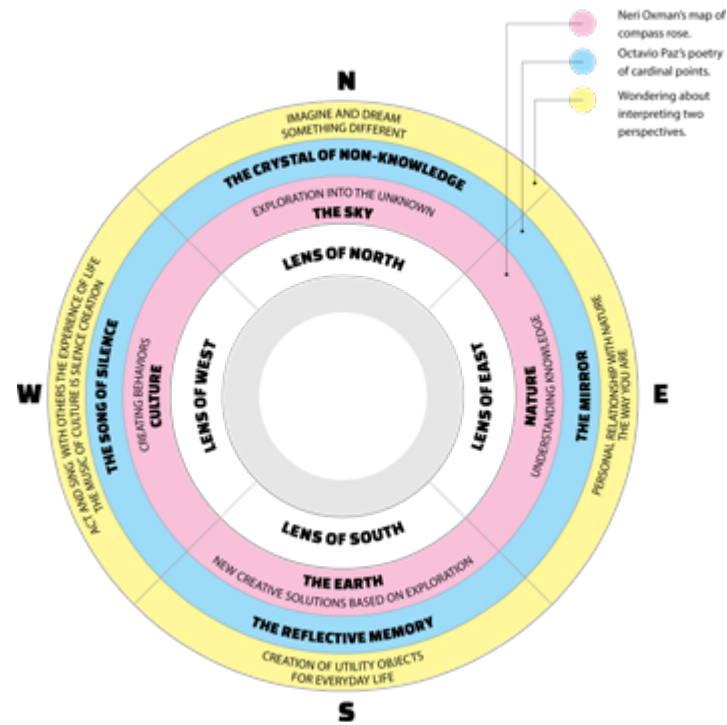 Neri Oxman's map of
compass rose.
Octavio Paz's poetry
of cardinal points.
Wondering about
interpreting two
perspectives.
N
IMAGINE AND DREAM
SOMETHING DIFFERENT
THE CRYSTAL OF NON-KNOWLEDGE
EXPLORATION INTO THE UNKNOWN
THE SKY
LENS OF NORTH
W
ACT AND SING WITH OTHERS THE EXPERIENCE OF LIFE
THE MUSIC OF CULTURE IS SILENCE CREATION
THE SONG OF SILENCE
CREATING BEHAVIORS
CULTURE
LENS OF WEST
LENS OF EAST
NATURE
UNDERSTANDING KNOWLEDGE
THE MIRROR
PERSONAL RELATIONSHIP WITH NATURE
THE WAY YOU ARE
E
LENS OF SOUTH
THE EARTH
NEW CREATIVE SOLUTIONS BASED ON EXPLORATION
THE REFLECTIVE MEMORY
CREATION OF UTILITY OBJECTS
FOR EVERYDAY LIFE
S